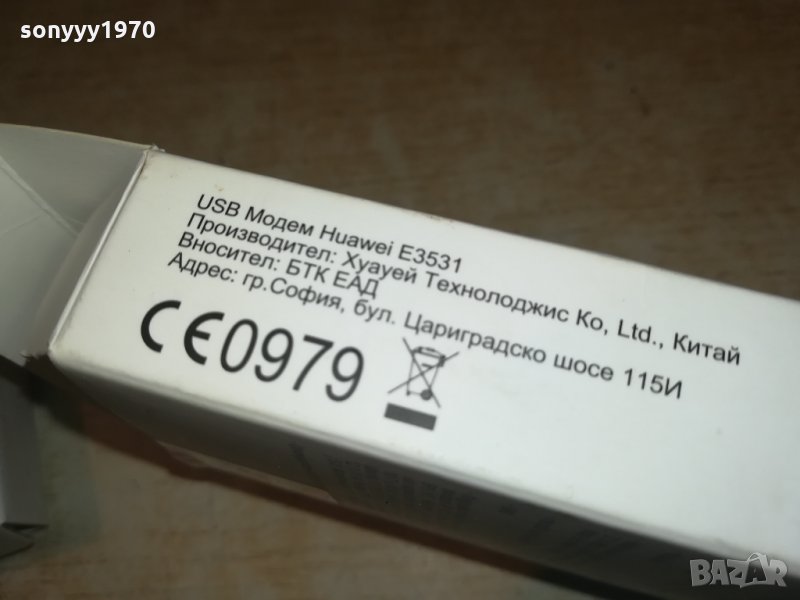 sonyyy1970
USB Модем Huawei E3531
Производител: Хуауей Технолоджис Ко, Ltd., Китай
Вносител: БТК ЕАД
Адрес: гр.София, бул. Цариградско шосе 115И
CE0979
BAZAR